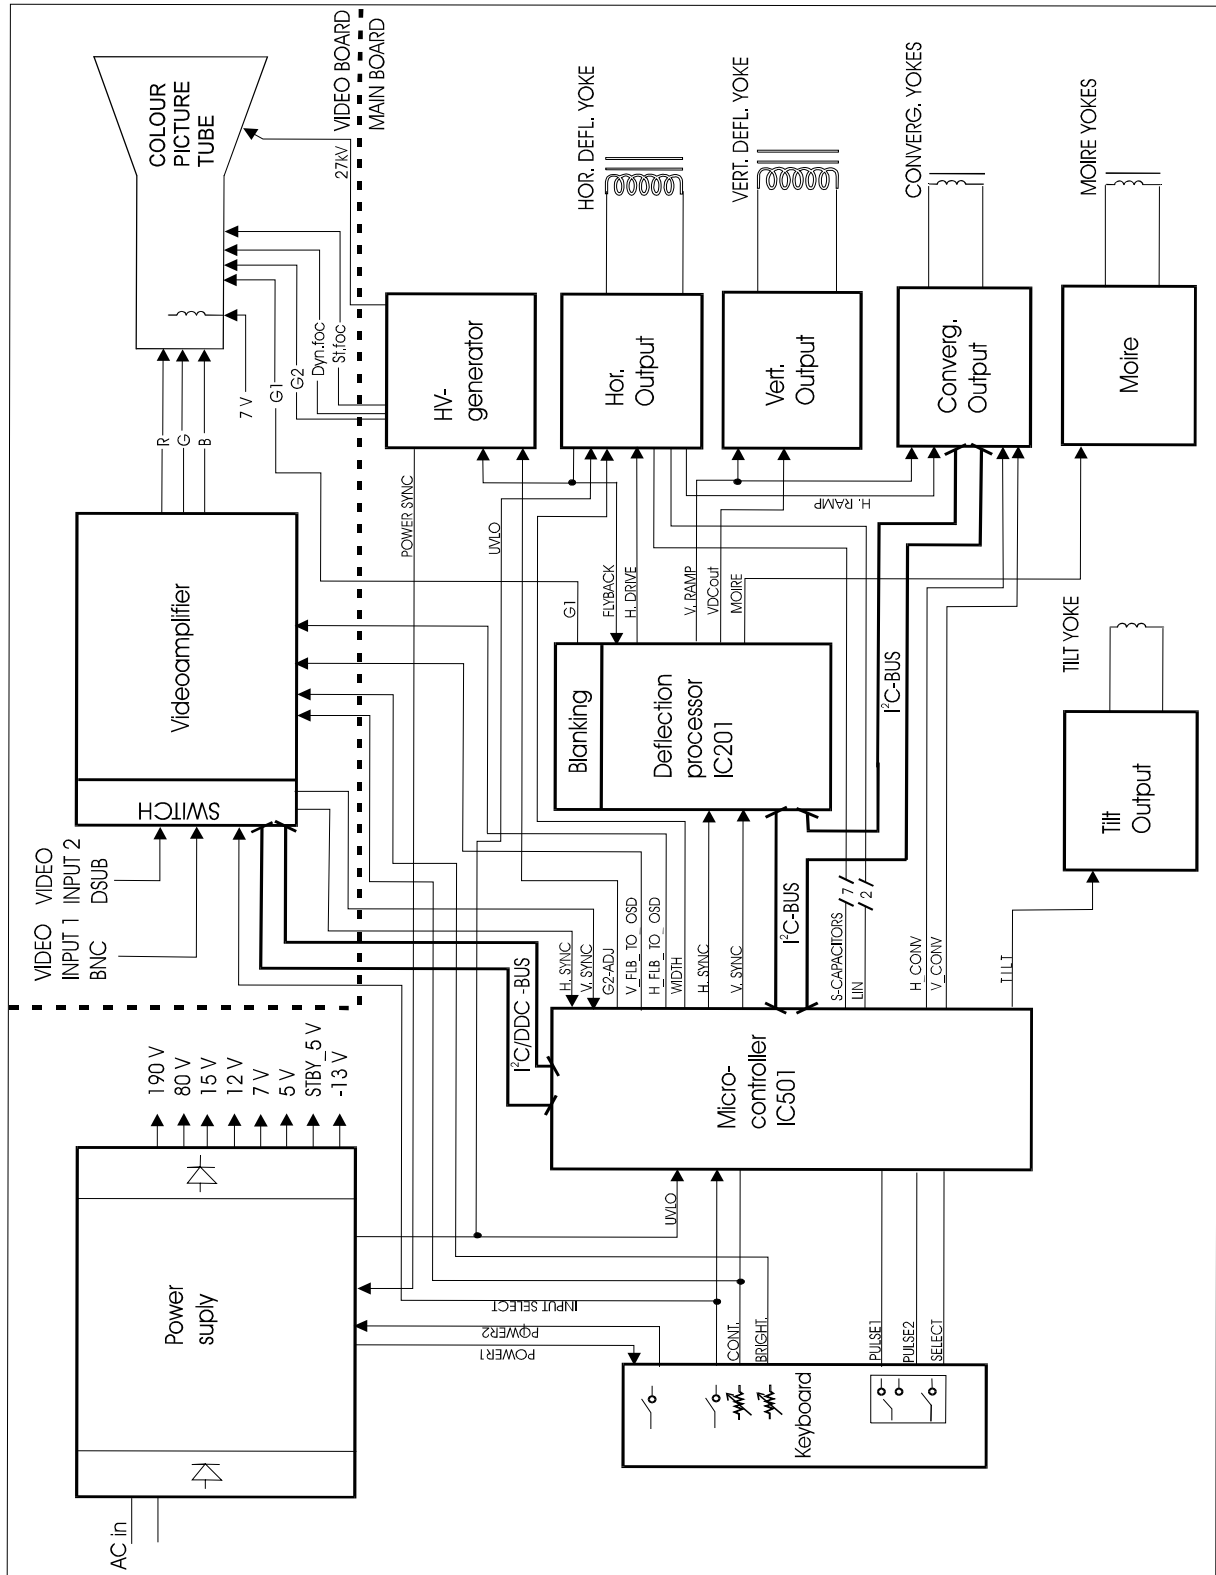 AC in
Power
suply
190 V
80 V
15 V
12 V
7 V
5 V
STBY_5 V
-13 V
VIDEO
INPUT 1
BNC
VIDEO
INPUT 2
DSUB
SWITCH
Videoamplifier
R
G
B
COLOUR
PICTURE
TUBE
7 V
G1
G2
Dyn.foc
St.foc
27kV
VIDEO BOARD
MAIN BOARD
POWER1
POWER2
INPUT SELECT
POWER SYNC
UVLO
UVLO
I²C/DDC -BUS
HV-
generator
Keyboard
CONT.
BRIGHT.
PULSE1
PULSE2
SELECT
Micro-
controller
IC501
H. SYNC
V. SYNC
G2-ADJ
V_FLB_TO_OSD
H_FLB_TO_OSD
WIDTH
H. SYNC
V. SYNC
I²C-BUS
S-CAPACITORS
7
LIN
2
H_CONV
V_CONV
TILT
Blanking
Deflection
processor
IC201
G1
FLYBACK
H. DRIVE
V. RAMP
VDCout
MOIRE
H. RAMP
I²C-BUS
Hor.
Output
HOR. DEFL. YOKE
Vert.
Output
VERT. DEFL. YOKE
Converg.
Output
CONVERG. YOKES
Moire
MOIRE YOKES
Tilt
Output
TILT YOKE